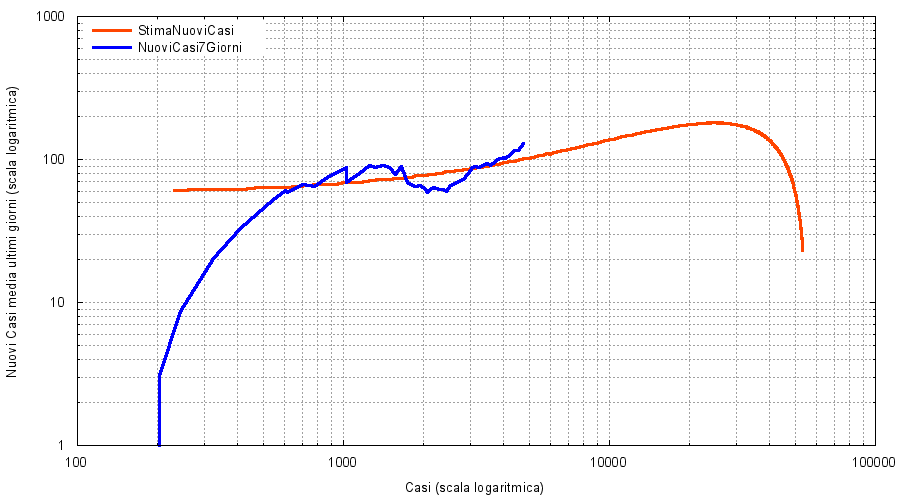 1000
StimaNuoviCasi
NuoviCasi7Giorni
100
10
1
Nuovi Casi media ultimi giorni (scala logaritmica)
100
1000
10000
100000
Casi (scala logaritmica)